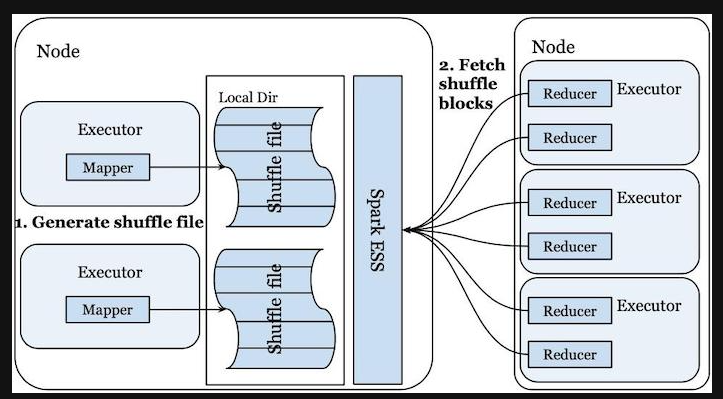 Node
Executor
Mapper
1. Generate shuffle file
Executor
Mapper
Local Dir
Shuffle file
Shuffle file
Spark ESS
2. Fetch
shuffle
blocks
Node
Executor
Reducer
Reducer
Executor
Reducer
Reducer
Executor
Reducer
Reducer